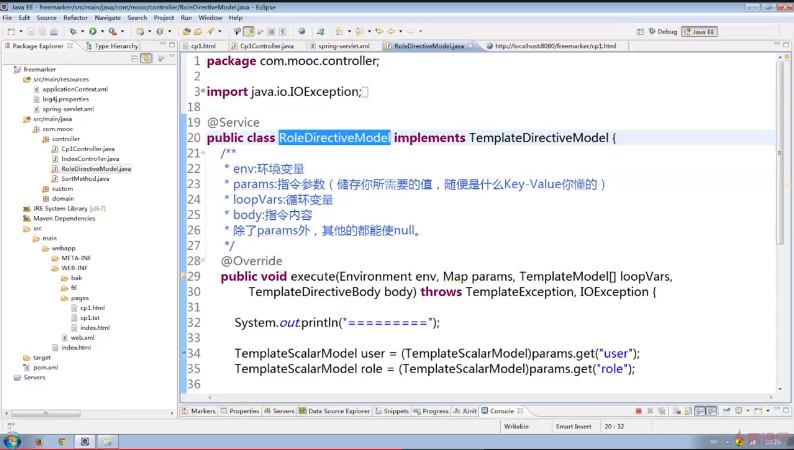 Java EE - freemarker/src/main/java/com/mooc/controller/RoleDirectiveModel.java - Eclipse
File Edit Source Refactor Navigate Search Project Run Window Help
Debug Java EE
Package Explorer Type Hierarchy
cp1.html Cp1Controller.java spring-servlet.xml RoleDirectiveModel.java http://localhost:8080/freemarker/cp1.html
freemarker
src/main/resources
applicationContext.xml
log4j.properties
spring-servlet.xml
src/main/java
com.mooc
controller
Cp1Controller.java
IndexController.java
RoleDirectiveModel.java
SortMethod.java
custom
domain
JRE System Library [jdk7]
Maven Dependencies
src
main
webapp
META-INF
WEB-INF
bak
ftl
pages
cp1.html
cp1.txt
index.html
web.xml
index.html
target
pom.xml
Servers
1 package com.mooc.controller;
2
3 import java.io.IOException;
18
19 @Service
20 public class RoleDirectiveModel implements TemplateDirectiveModel {
21 /**
22 * env:环境变量
23 * params:指令参数（储存你所需要的值，随便是什么Key-Value你懂的）
24 * loopVars:循环变量
25 * body:指令内容
26 * 除了params外，其他的都能使null。
27 */
28 @Override
29 public void execute(Environment env, Map params, TemplateModel[] loopVars,
30 TemplateDirectiveBody body) throws TemplateException, IOException {
31
32 System.out.println("=========");
33
34 TemplateScalarModel user = (TemplateScalarModel)params.get("user");
35 TemplateScalarModel role = (TemplateScalarModel)params.get("role");
36
Markers Properties Servers Data Source Explorer Snippets Progress JUnit Console
Writable Smart Insert 20 : 32